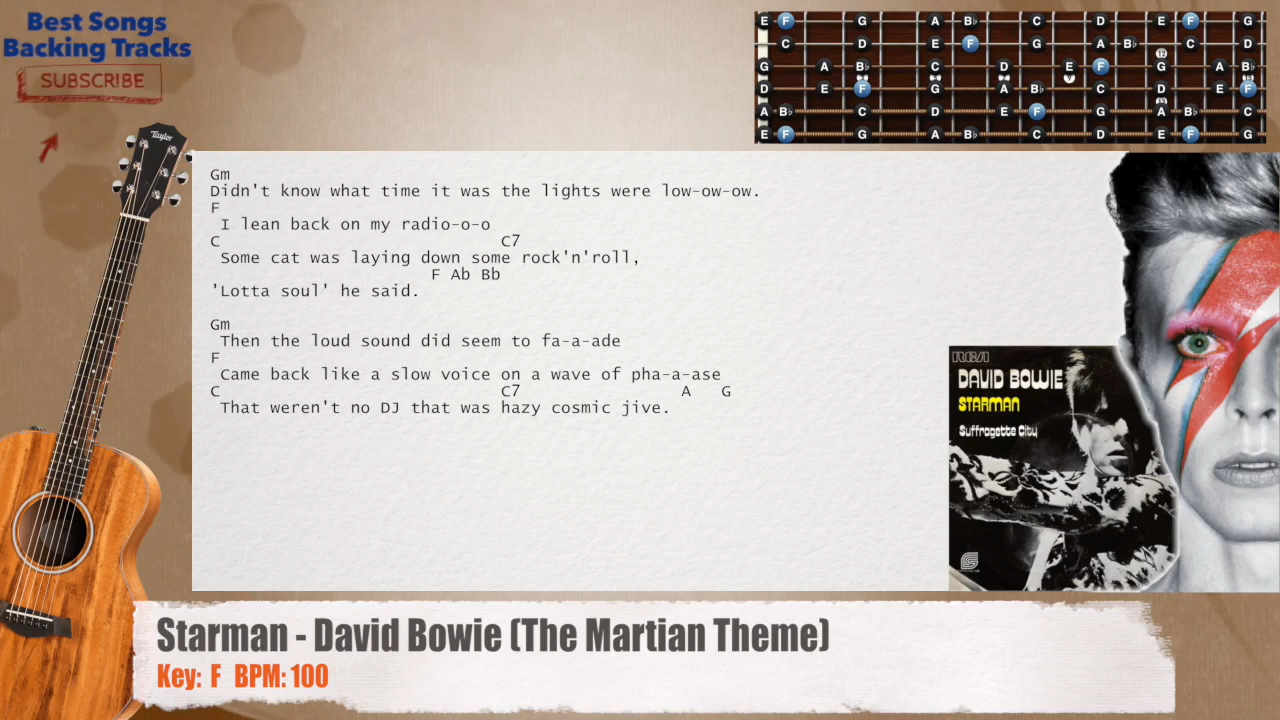 Best Songs
Backing Tracks
SUBSCRIBE
Taylor
E F G A B♭ C D E F G
C D E F G A B♭ C D
G A B♭ C D E F G A B♭
D E F G A B♭ C D E F
A B♭ C D E F G A B♭ C
E F G A B♭ C D E F G
Gm
Didn't know what time it was the lights were low-ow-ow.
F
I lean back on my radio-o-o
C C7
Some cat was laying down some rock'n'roll,
F Ab Bb
'Lotta soul' he said.
Gm
Then the loud sound did seem to fa-a-ade
F
Came back like a slow voice on a wave of pha-a-ase
C C7 A G
That weren't no DJ that was hazy cosmic jive.
RCA
DAVID BOWIE
STARMAN
Suffragette City
Starman - David Bowie (The Martian Theme)
Key: F BPM: 100